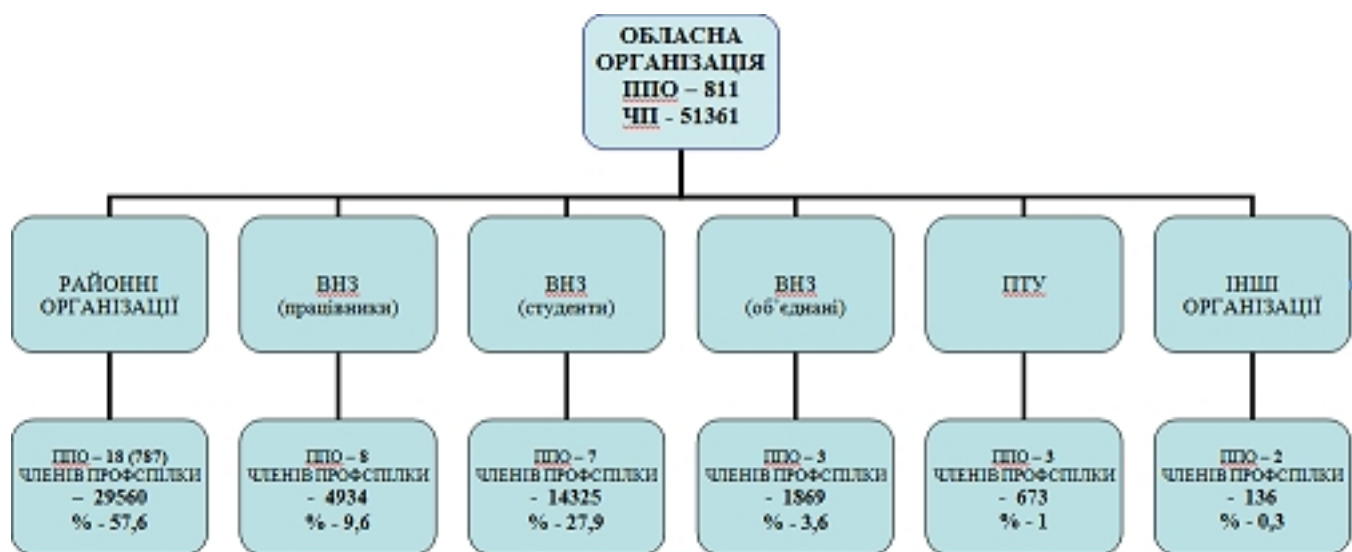 ОБЛАСНА
ОРГАНІЗАЦІЯ
ППО – 811
ЧП - 51361
РАЙОННІ
ОРГАНІЗАЦІЇ
ВНЗ
(працівники)
ВНЗ
(студенти)
ВНЗ
(об’єднані)
ПТУ
ІНШІ
ОРГАНІЗАЦІЇ
ППО – 18 (787)
ЧЛЕНІВ ПРОФСПІЛКИ
– 29560
% - 57,6
ППО – 8
ЧЛЕНІВ ПРОФСПІЛКИ
- 4934
% - 9,6
ППО – 7
ЧЛЕНІВ ПРОФСПІЛКИ
- 14325
% - 27,9
ППО – 3
ЧЛЕНІВ ПРОФСПІЛКИ
- 1869
% - 3,6
ППО – 3
ЧЛЕНІВ ПРОФСПІЛКИ
- 673
% - 1
ППО – 2
ЧЛЕНІВ ПРОФСПІЛКИ
- 136
% - 0,3